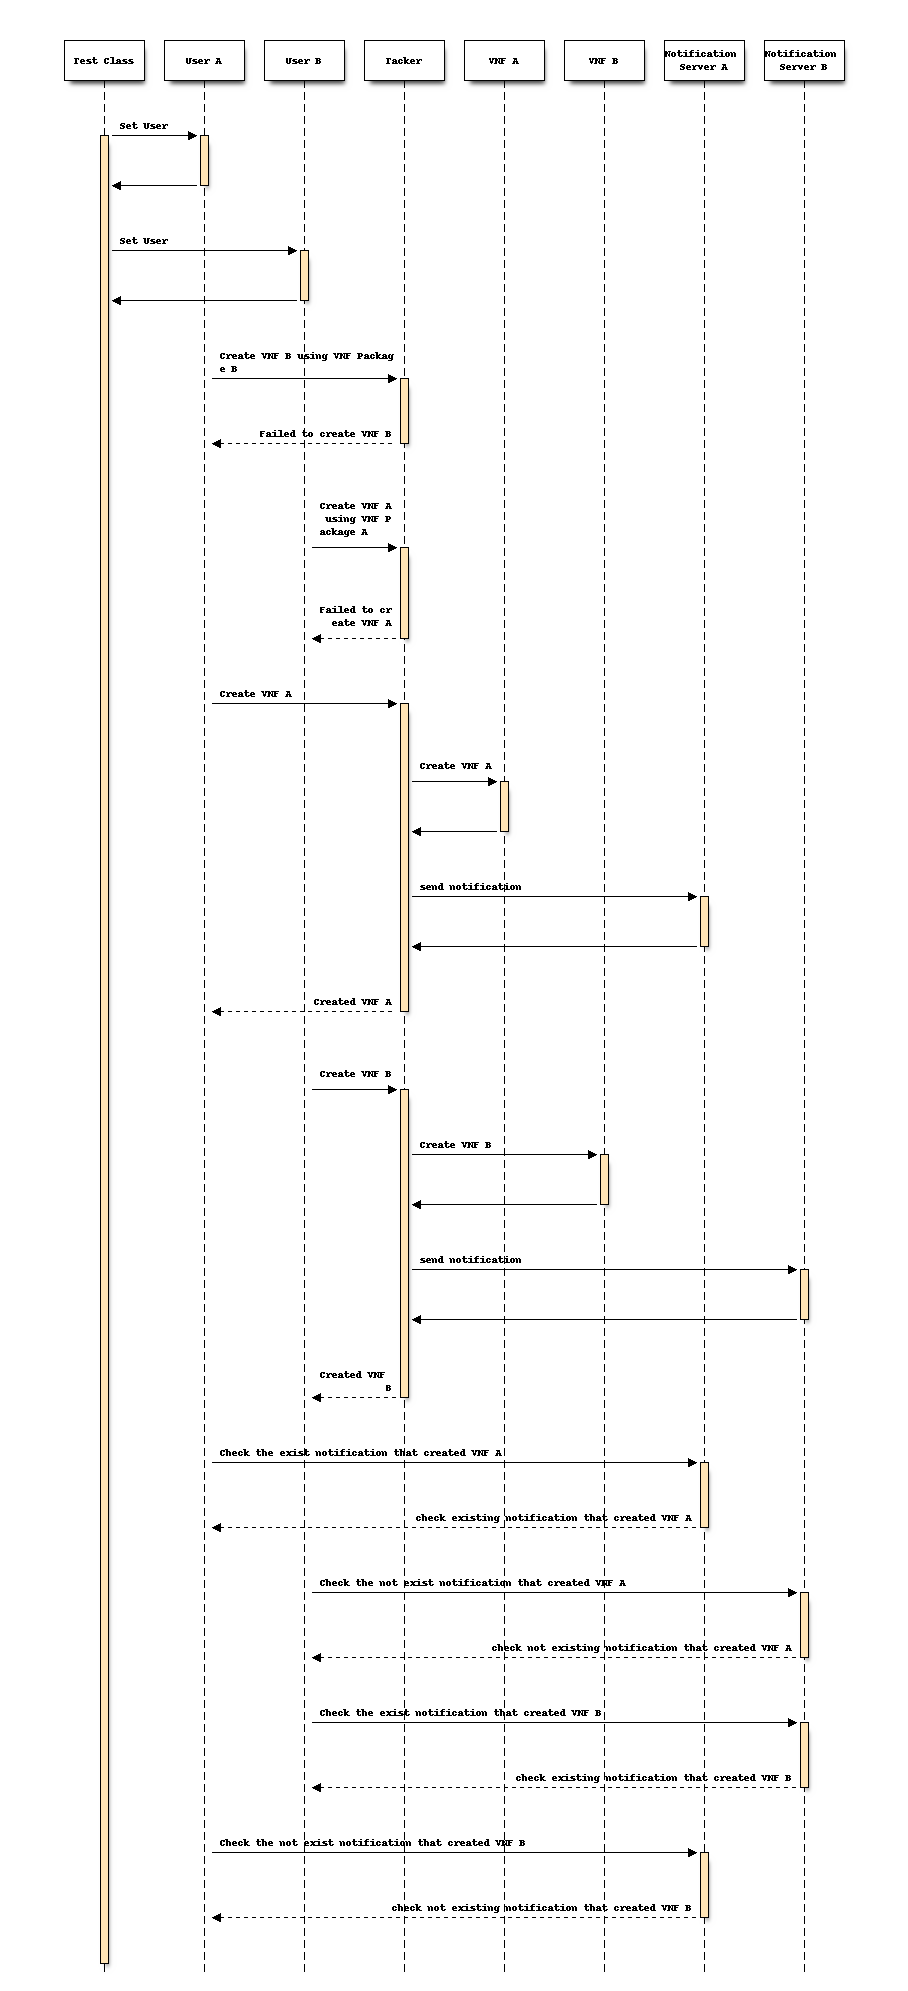 Test Class
User A
User B
Tacker
VNF A
VNF B
Notification
Server A
Notification
Server B
Set User
Set User
Create VNF B using VNF Packag
e B
Failed to create VNF B
Create VNF A
using VNF P
ackage A
Failed to cr
eate VNF A
Create VNF A
Create VNF A
send notification
Created VNF A
Create VNF B
Create VNF B
send notification
Created VNF
B
Check the exist notification that created VNF A
check existing notification that created VNF A
Check the not exist notification that created VNF A
check not existing notification that created VNF A
Check the exist notification that created VNF B
check existing notification that created VNF B
Check the not exist notification that created VNF B
check not existing notification that created VNF B